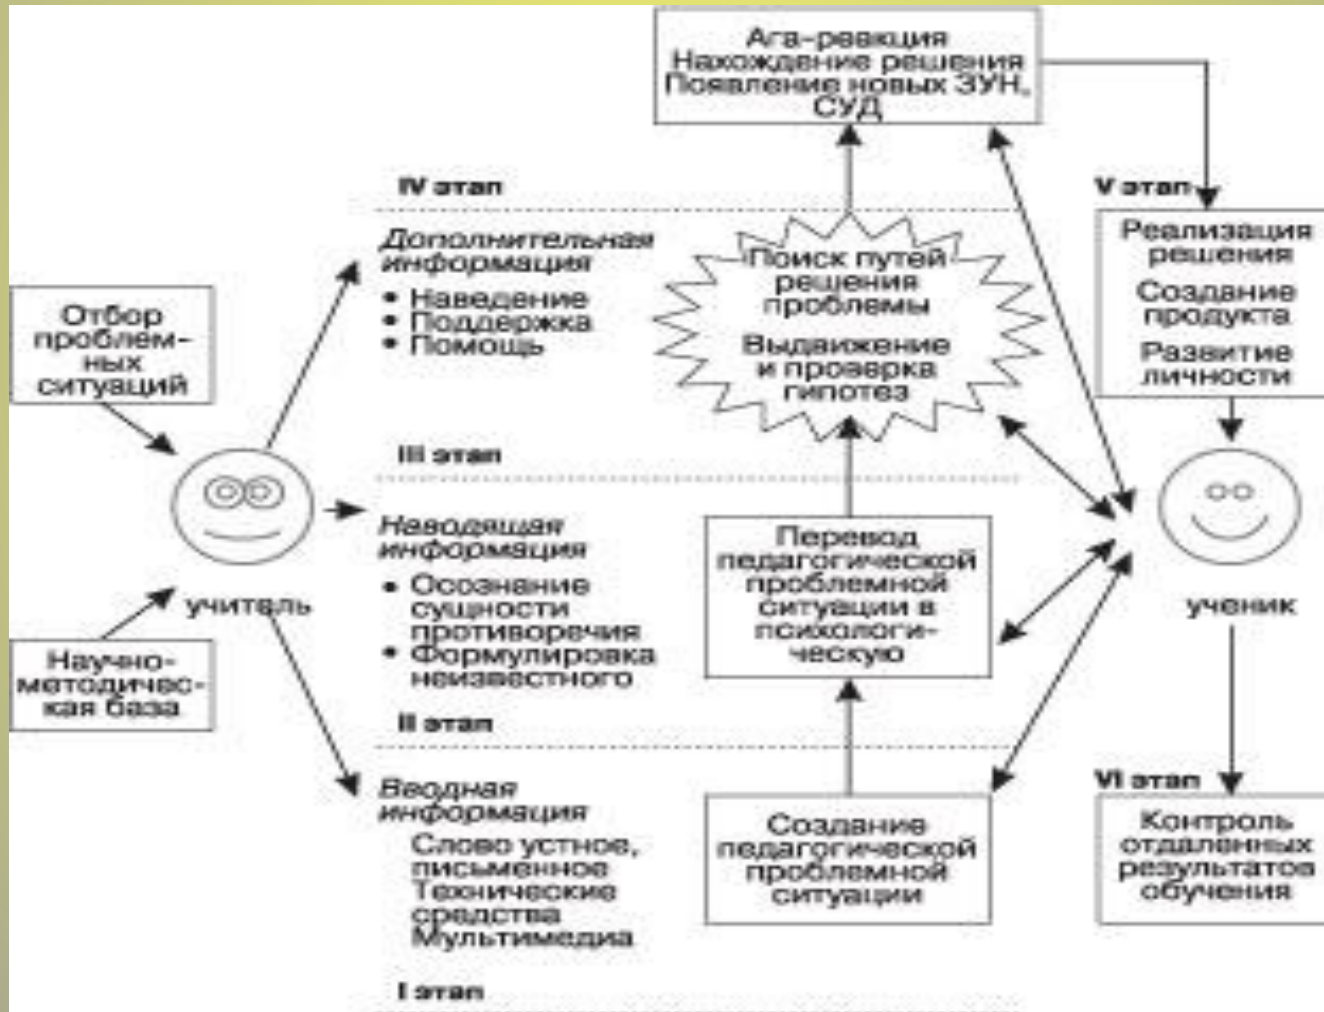 Ага-реакция
Нахождение решения
Появление новых ЗУН,
СУД
IV этап
Дополнительная
информация
• Наведение
• Поддержка
• Помощь
Поиск путей
решения
проблемы
Выдвижение
и проверка
гипотез
V этап
Реализация
решения
Создание
продукта
Развитие
личности
Отбор
проблем-
ных
ситуаций
III этап
Наводящая
информация
• Осознание
сущности
противоречия
• Формулировка
неизвестного
Перевод
педагогической
проблемной
ситуации в
психологи-
ческую
учитель
ученик
Научно-
методичес-
кая база
II этап
Вводная
информация
Слово устное,
письменное
Технические
средства
Мультимедиа
Создание
педагогической
проблемной
ситуации
VI этап
Контроль
отдаленных
результатов
обучения
I этап